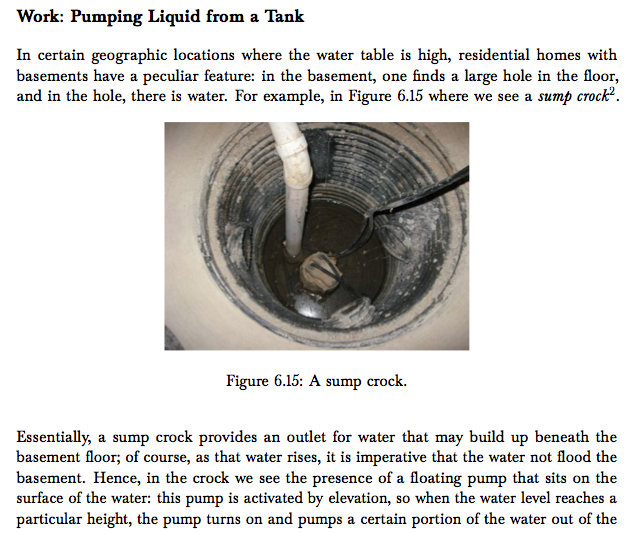 Work: Pumping Liquid from a Tank
In certain geographic locations where the water table is high, residential homes with
basements have a peculiar feature: in the basement, one finds a large hole in the floor,
and in the hole, there is water. For example, in Figure 6.15 where we see a sump crock².
Figure 6.15: A sump crock.
Essentially, a sump crock provides an outlet for water that may build up beneath the
basement floor; of course, as that water rises, it is imperative that the water not flood the
basement. Hence, in the crock we see the presence of a floating pump that sits on the
surface of the water: this pump is activated by elevation, so when the water level reaches a
particular height, the pump turns on and pumps a certain portion of the water out of the